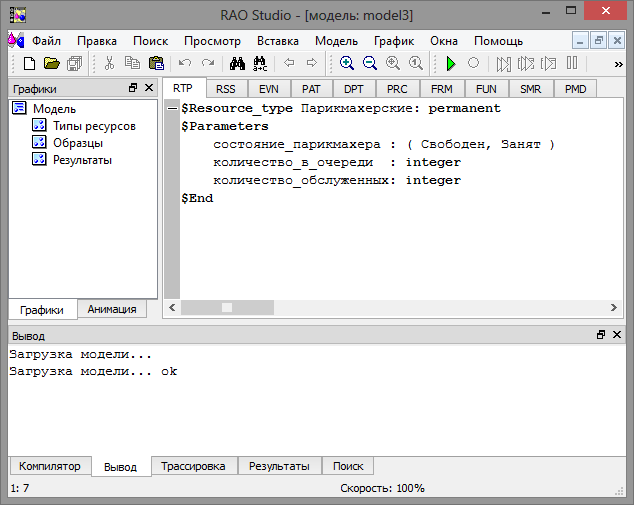 RAO Studio - [модель: model3]
Файл Правка Поиск Просмотр Вставка Модель График Окна Помощь
Графики
Модель
Типы ресурсов
Образцы
Результаты
Графики Анимация
RTP RSS EVN PAT DPT PRC FRM FUN SMR PMD
$Resource_type Парикмахерские: permanent
$Parameters
состояние_парикмахера : ( Свободен, Занят )
количество_в_очереди : integer
количество_обслуженных: integer
$End
Вывод
Загрузка модели...
Загрузка модели... ok
Компилятор Вывод Трассировка Результаты Поиск
1: 7 Скорость: 100%